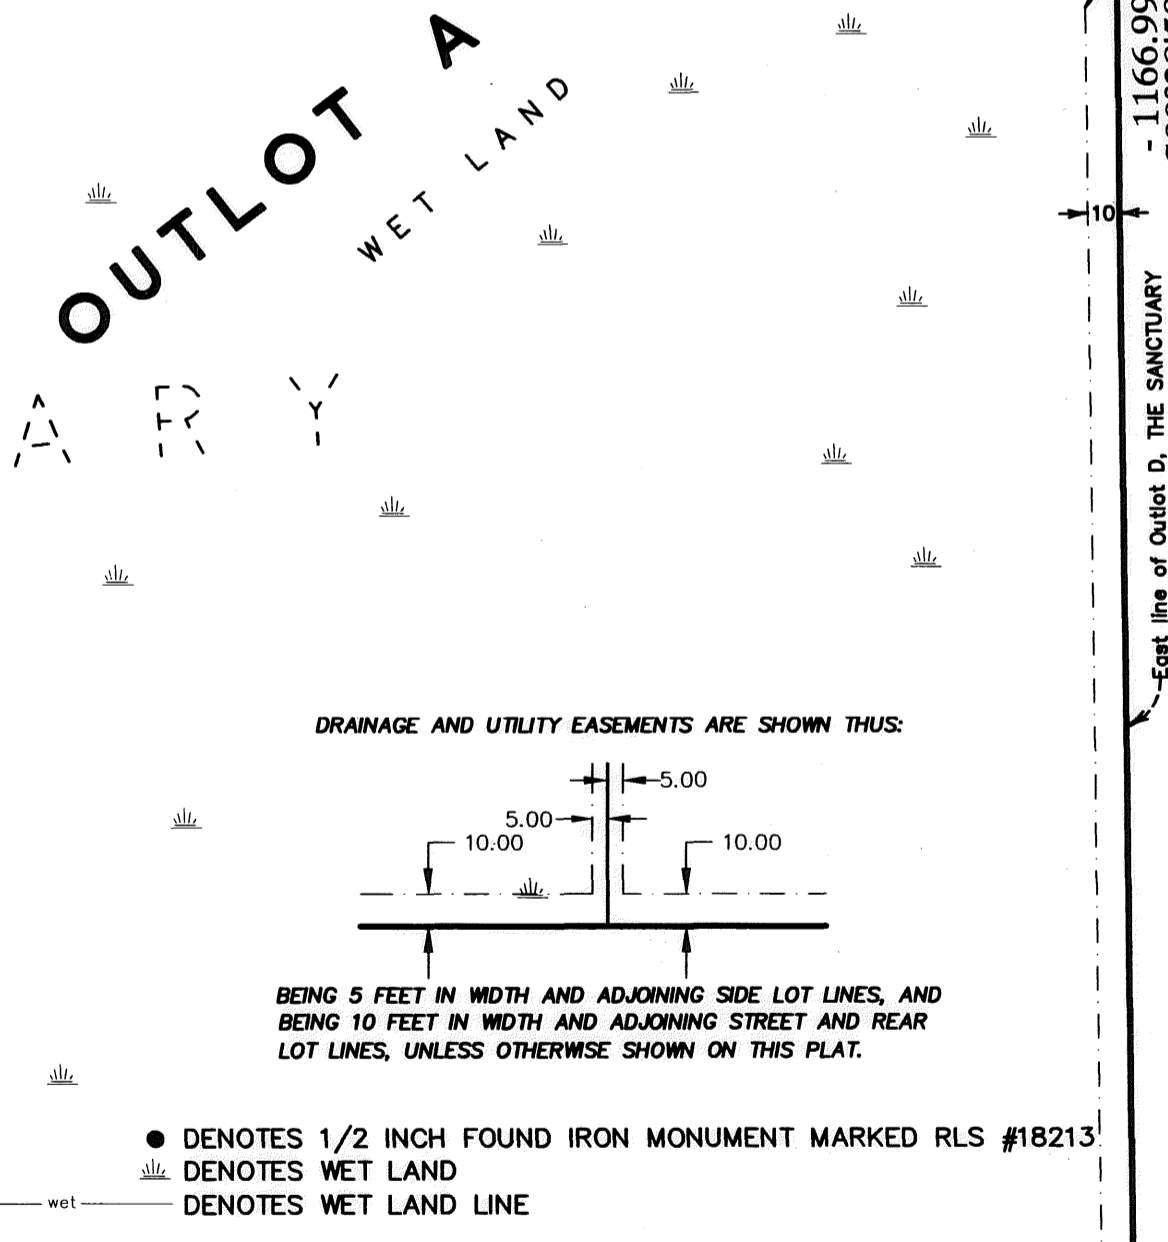 OUTLOT A
WET LAND
A R Y
- 1166.99
10
East line of Outlot D, THE SANCTUARY
DRAINAGE AND UTILITY EASEMENTS ARE SHOWN THUS:
5.00
5.00
10.00
10.00
BEING 5 FEET IN WIDTH AND ADJOINING SIDE LOT LINES, AND
BEING 10 FEET IN WIDTH AND ADJOINING STREET AND REAR
LOT LINES, UNLESS OTHERWISE SHOWN ON THIS PLAT.
DENOTES 1/2 INCH FOUND IRON MONUMENT MARKED RLS #18213
DENOTES WET LAND
wet DENOTES WET LAND LINE